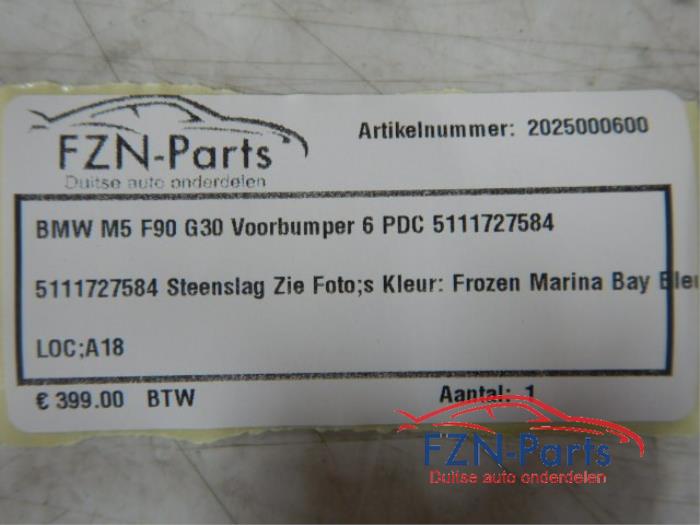 FZN-Parts
Duitse auto onderdelen
Artikelnummer: 2025000600
BMW M5 F90 G30 Voorbumper 6 PDC 5111727584
5111727584 Steenslag Zie Foto;s Kleur: Frozen Marina Bay Bleu
LOC;A18
€ 399.00 BTW
Aantal: 1
FZN-Parts
Duitse auto onderdelen